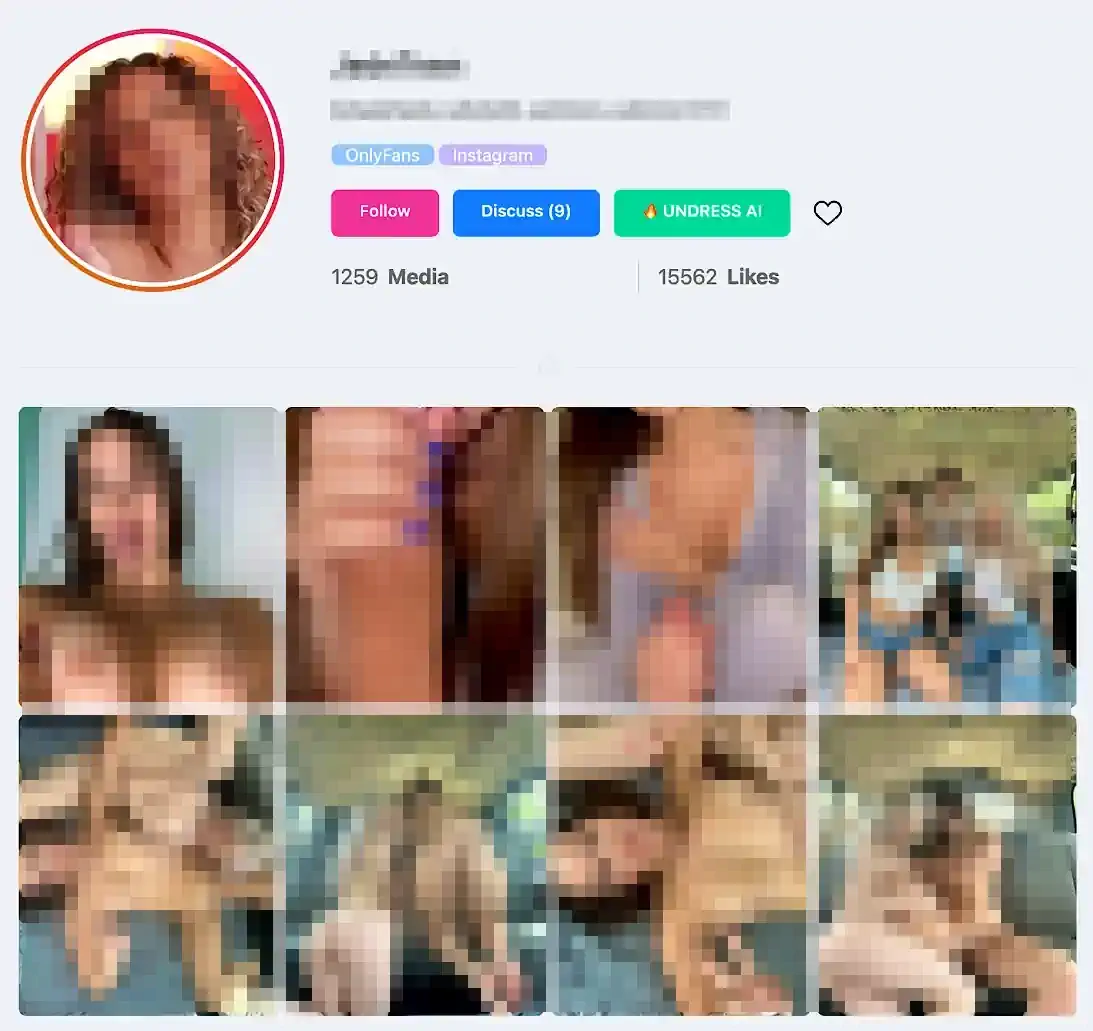 OnlyFans Instagram
Follow Discuss (9) 🔥 UNDRESS AI
1259 Media 15562 Likes